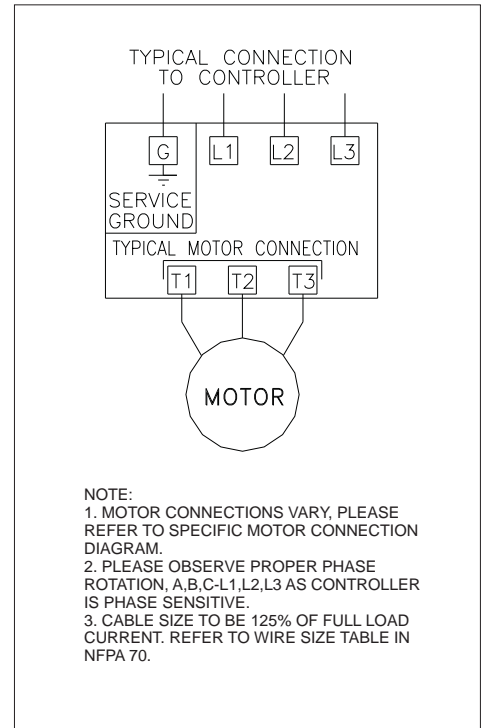 TYPICAL CONNECTION
TO CONTROLLER
G L1 L2 L3
SERVICE
GROUND
TYPICAL MOTOR CONNECTION
T1 T2 T3
MOTOR
NOTE:
1. MOTOR CONNECTIONS VARY, PLEASE
REFER TO SPECIFIC MOTOR CONNECTION
DIAGRAM.
2. PLEASE OBSERVE PROPER PHASE
ROTATION, A,B,C-L1,L2,L3 AS CONTROLLER
IS PHASE SENSITIVE.
3. CABLE SIZE TO BE 125% OF FULL LOAD
CURRENT. REFER TO WIRE SIZE TABLE IN
NFPA 70.